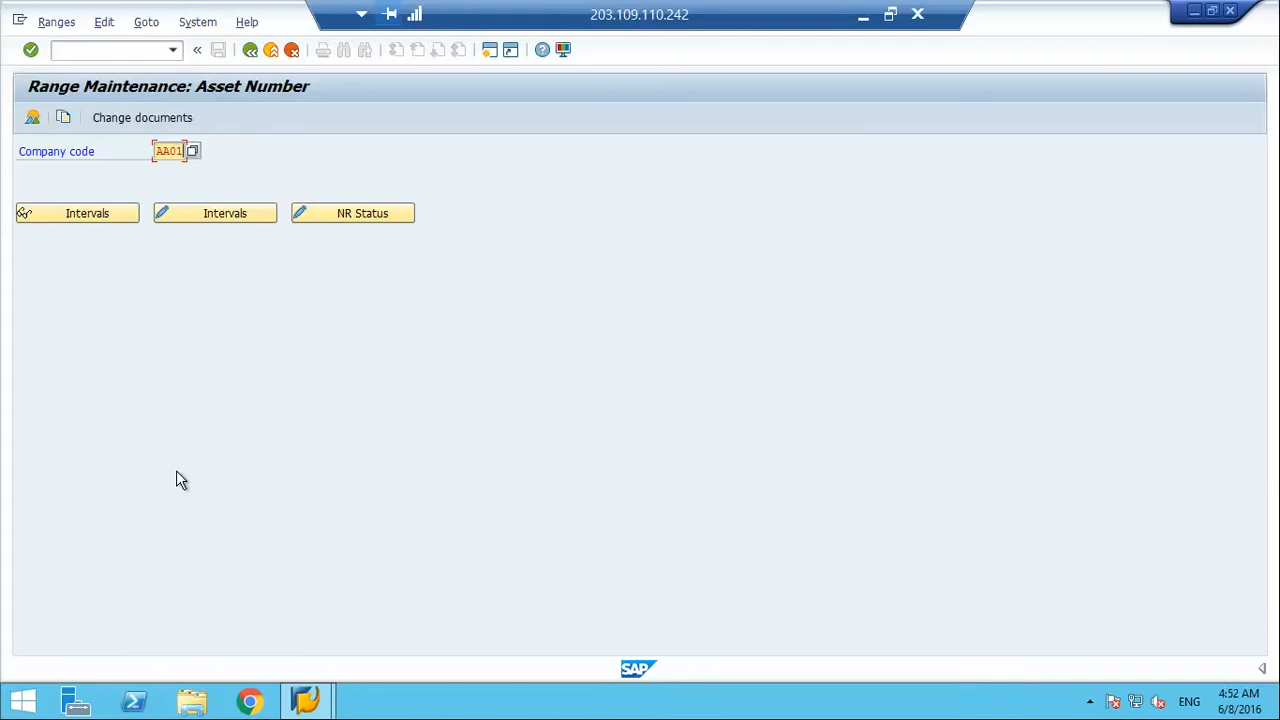 203.109.110.242
Ranges Edit Goto System Help
Range Maintenance: Asset Number
Change documents
Company code AA01
Intervals Intervals NR Status
SAP
ENG
4:52 AM
6/8/2016